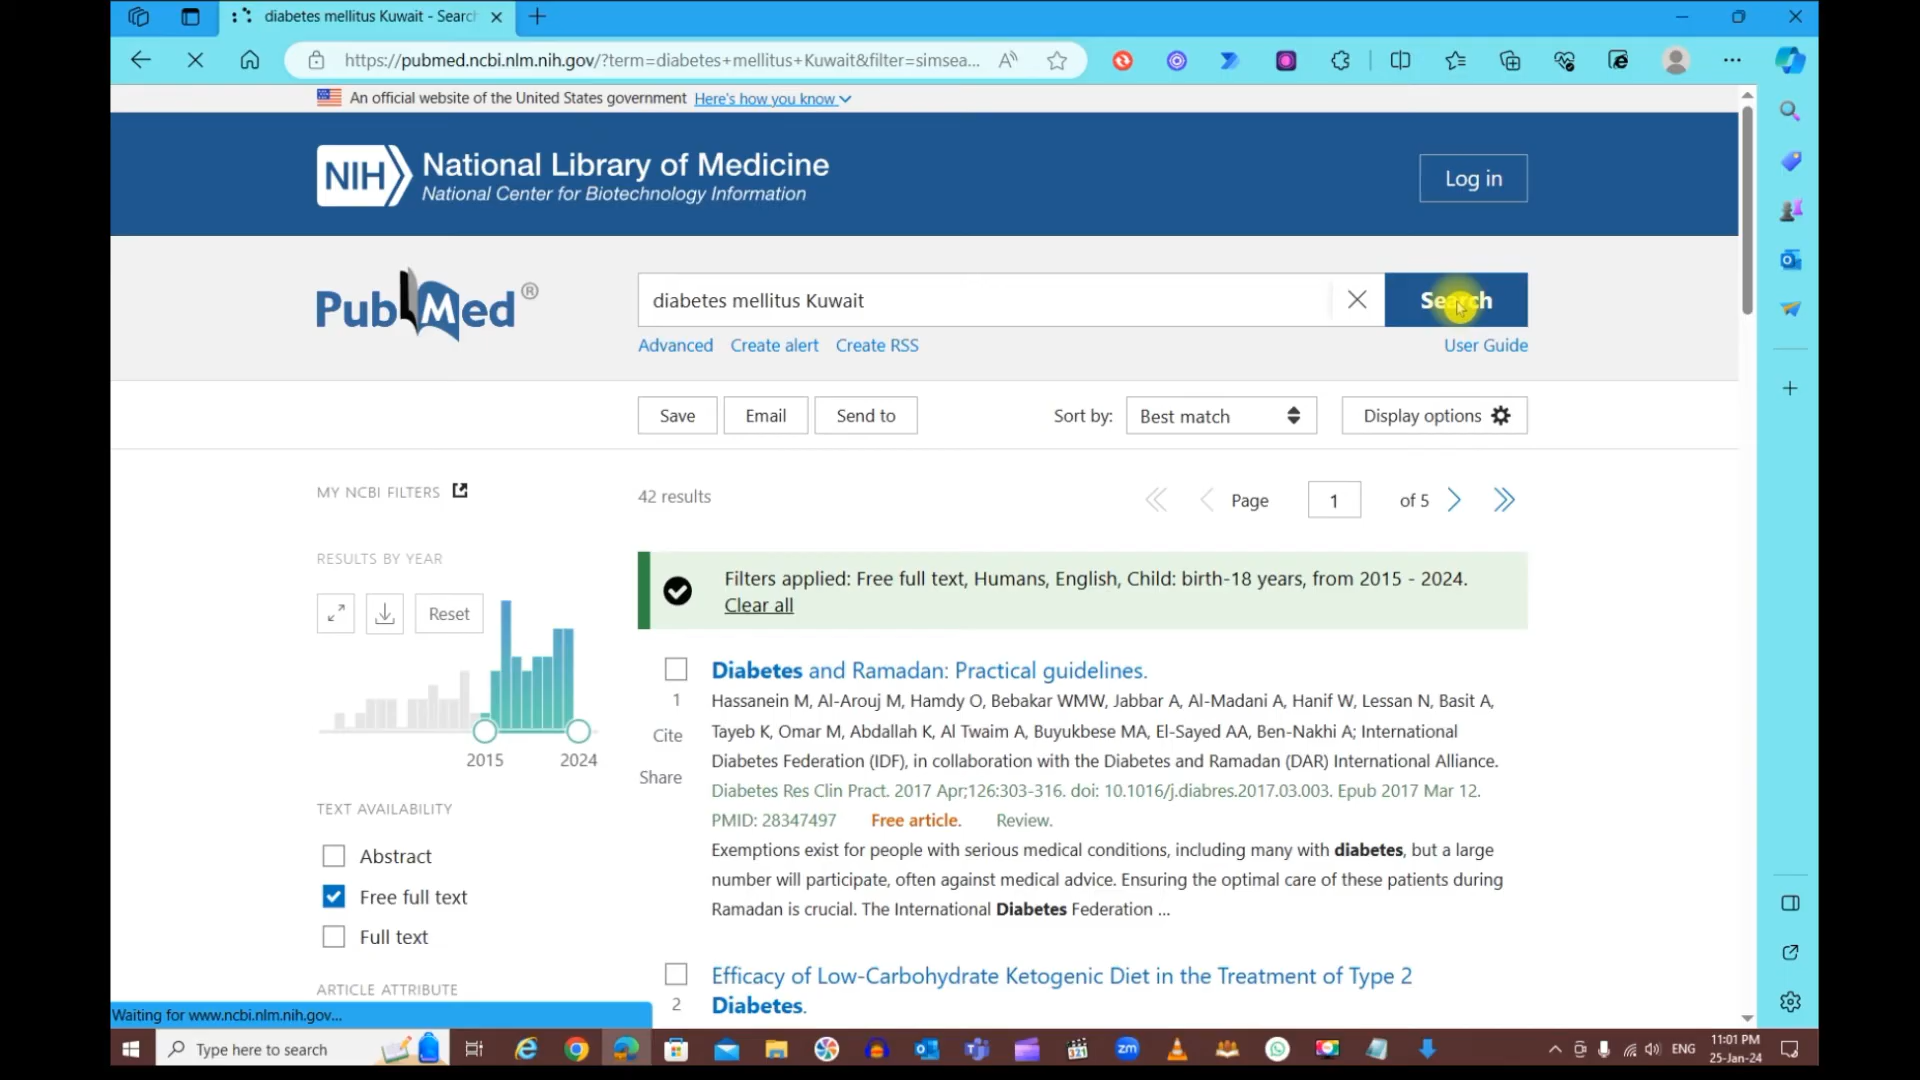 diabetes mellitus Kuwait - Search
https://pubmed.ncbi.nlm.nih.gov/?term=diabetes+mellitus+Kuwait&filter=simsea...
An official website of the United States government Here's how you know
NIH National Library of Medicine
National Center for Biotechnology Information
Log in
PubMed®
diabetes mellitus Kuwait
Search
Advanced Create alert Create RSS
User Guide
Save Email Send to
Sort by: Best match Display options
MY NCBI FILTERS
42 results
Page 1 of 5
RESULTS BY YEAR
Reset
2015 2024
Filters applied: Free full text, Humans, English, Child: birth-18 years, from 2015 - 2024.
Clear all
TEXT AVAILABILITY
Abstract
Free full text
Full text
ARTICLE ATTRIBUTE
1
Cite
Share
Diabetes and Ramadan: Practical guidelines.
Hassanein M, Al-Arouj M, Hamdy O, Bebakar WMW, Jabbar A, Al-Madani A, Hanif W, Lessan N, Basit A,
Tayeb K, Omar M, Abdallah K, Al Twaim A, Buyukbese MA, El-Sayed AA, Ben-Nakhi A; International
Diabetes Federation (IDF), in collaboration with the Diabetes and Ramadan (DAR) International Alliance.
Diabetes Res Clin Pract. 2017 Apr;126:303-316. doi: 10.1016/j.diabres.2017.03.003. Epub 2017 Mar 12.
PMID: 28347497 Free article. Review.
Exemptions exist for people with serious medical conditions, including many with diabetes, but a large
number will participate, often against medical advice. Ensuring the optimal care of these patients during
Ramadan is crucial. The International Diabetes Federation ...
2
Efficacy of Low-Carbohydrate Ketogenic Diet in the Treatment of Type 2
Diabetes.
Waiting for www.ncbi.nlm.nih.gov...
Type here to search
zm
ENG
11:01 PM
25-Jan-24